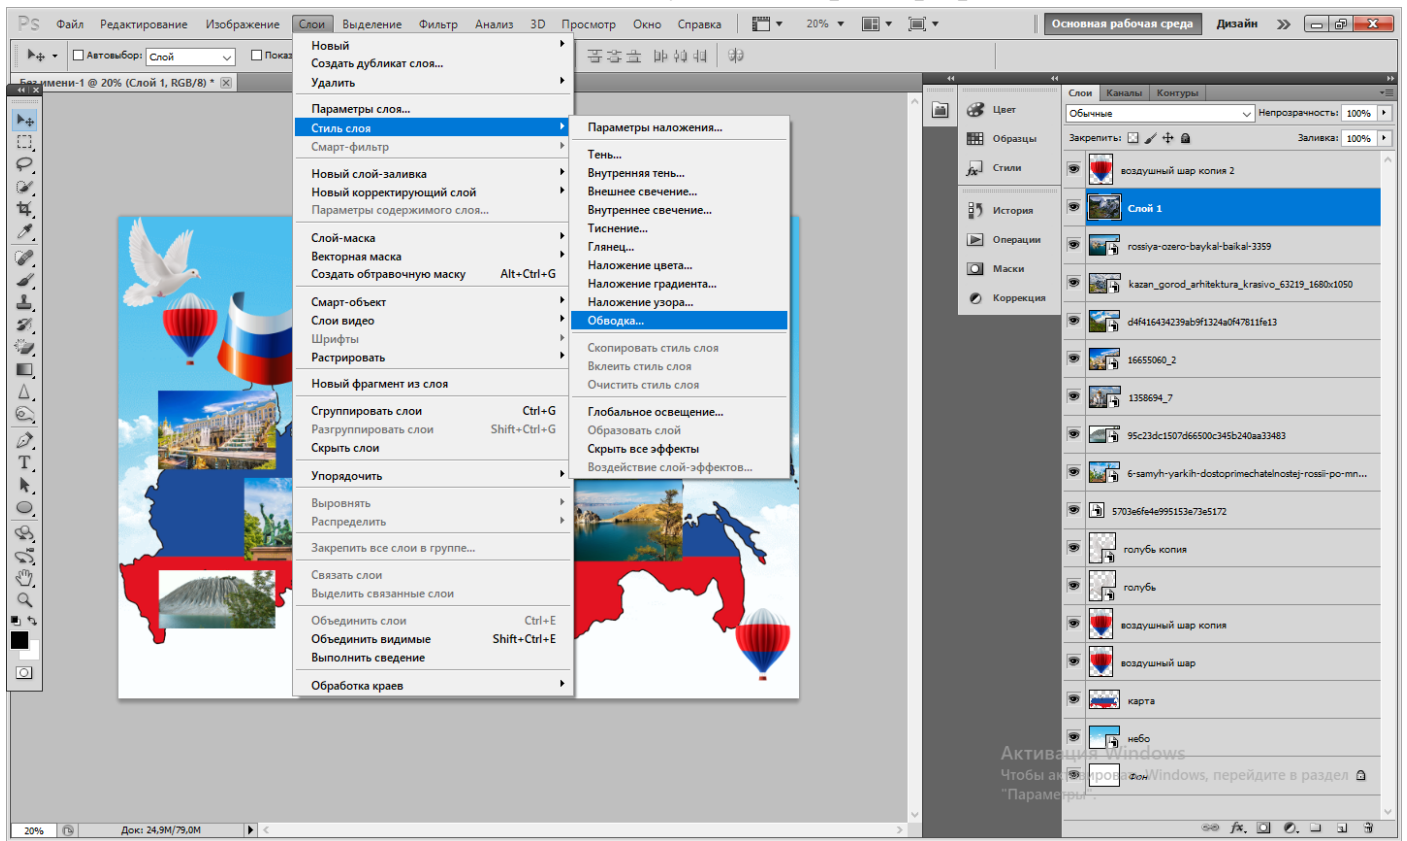 Ps Файл Редактирование Изображение Слои Выделение Фильтр Анализ 3D Просмотр Окно Справка 20% Основная рабочая среда Дизайн
Автовыбор: Слой Показ
Без имени-1 @ 20% (Слой 1, RGB/8) *
Новый
Создать дубликат слоя...
Удалить
Параметры слоя...
Стиль слоя
Смарт-фильтр
Новый слой-заливка
Новый корректирующий слой
Параметры содержимого слоя...
Слой-маска
Векторная маска
Создать обтравочную маску Alt+Ctrl+G
Смарт-объект
Слои видео
Шрифты
Растрировать
Новый фрагмент из слоя
Сгруппировать слои Ctrl+G
Разгруппировать слои Shift+Ctrl+G
Скрыть слои
Упорядочить
Выровнять
Распределить
Закрепить все слои в группе...
Связать слои
Выделить связанные слои
Объединить слои Ctrl+E
Объединить видимые Shift+Ctrl+E
Выполнить сведение
Обработка краев
Параметры наложения...
Тень...
Внутренняя тень...
Внешнее свечение...
Внутреннее свечение...
Тиснение...
Глянец...
Наложение цвета...
Наложение градиента...
Наложение узора...
Обводка...
Скопировать стиль слоя
Вклеить стиль слоя
Очистить стиль слоя
Глобальное освещение...
Образовать слой
Скрыть все эффекты
Воздействие слой-эффектов...
Цвет
Образцы
Стили
История
Операции
Маски
Коррекция
Слои Каналы Контуры
Обычные Непрозрачность: 100%
Закрепить: Заливка: 100%
воздушный шар копия 2
Слой 1
rossiya-ozero-baykal-baikal-3359
kazan_gorod_arhitektura_krasivo_63219_1680x1050
d4f416434239ab9f1324a0f47811fe13
16655060_2
1358694_7
95c23dc1507d66500c345b240aa33483
6-samyh-yarkih-dostoprimechatelnostej-rossii-po-mn...
5703e6fe4e995153e73e5172
голубь копия
голубь
воздушный шар копия
воздушный шар
карта
небо
Фон
Активация Windows
Чтобы активировать Windows, перейдите в раздел
"Параметры".
20% Док: 24,9M/79,0M